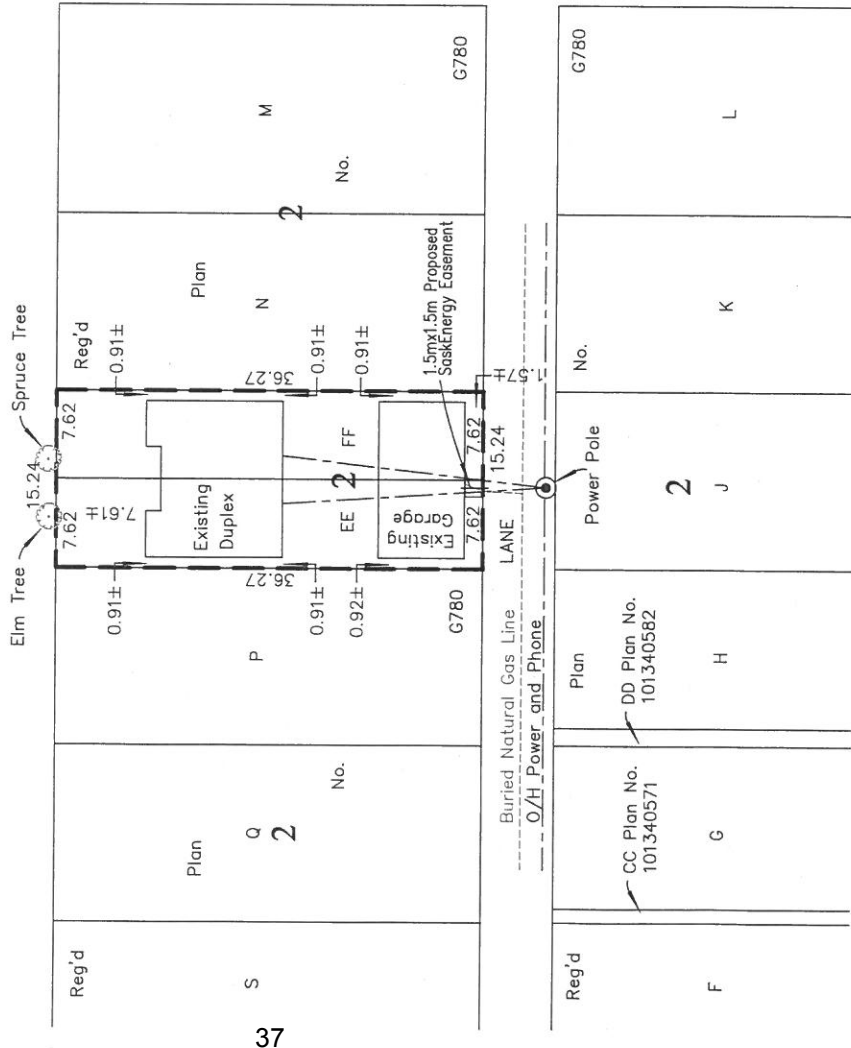 Elm Tree
Spruce Tree
15.24
7.62
7.62
7.61±
Reg'd
Plan
Reg'd
Plan
S
Q
2
No.
P
G780
0.91±
36.27
0.91±
0.92±
Existing
Duplex
EE
2
FF
Existing
Garage
0.91±
36.27
0.91±
0.91±
N
2
M
No.
G780
1.5mx1.5m Proposed
SaskEnergy Easement
7.62
7.62
1.57±
15.24
LANE
Buried Natural Gas Line
O/H Power and Phone
Power Pole
Reg'd
Plan
No.
G780
CC Plan No.
101340571
DD Plan No.
101340582
F
G
H
2
J
K
L
37